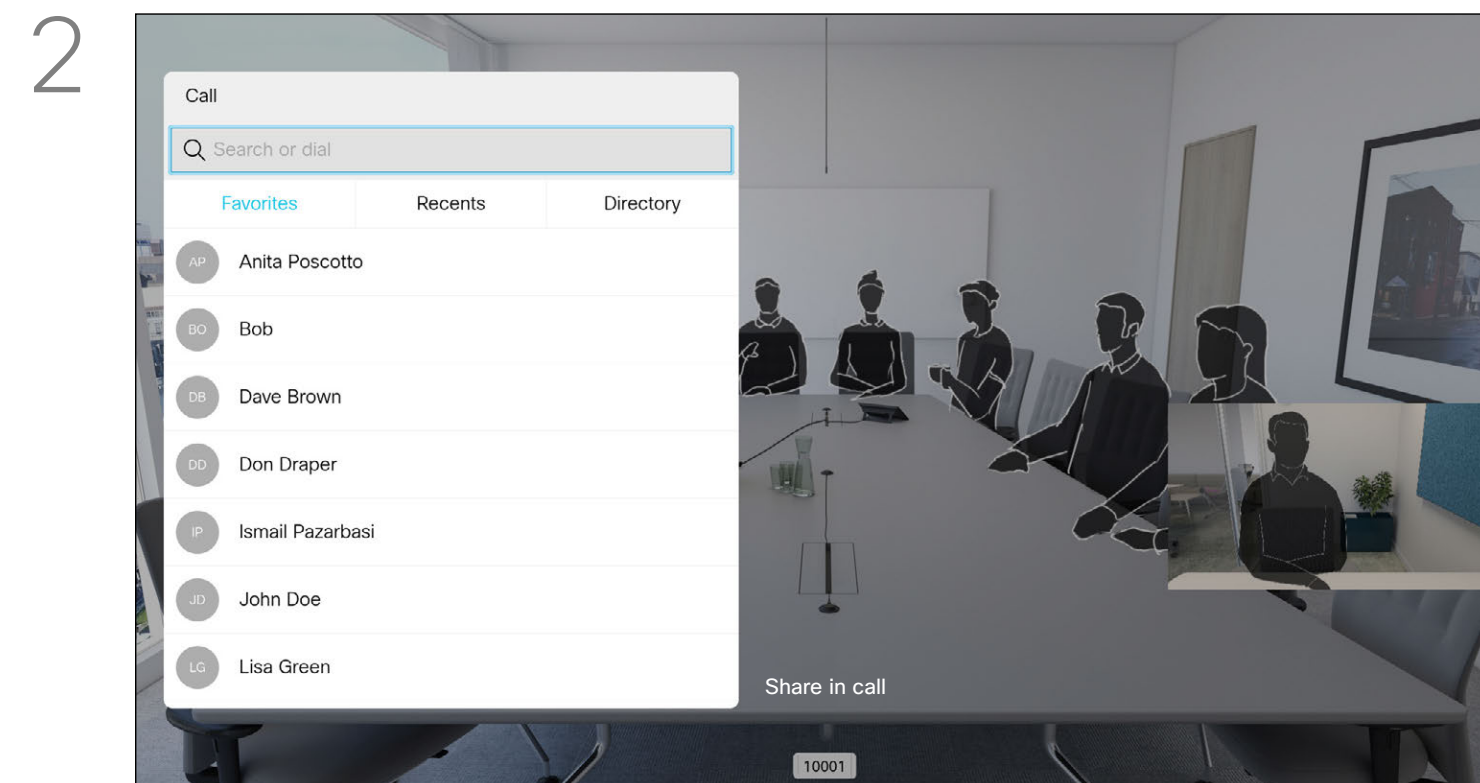 2
Call
Search or dial
Favorites Recents Directory
AP Anita Poscotto
BO Bob
DB Dave Brown
DD Don Draper
IP Ismail Pazarbasi
JD John Doe
LG Lisa Green
Share in call
10001